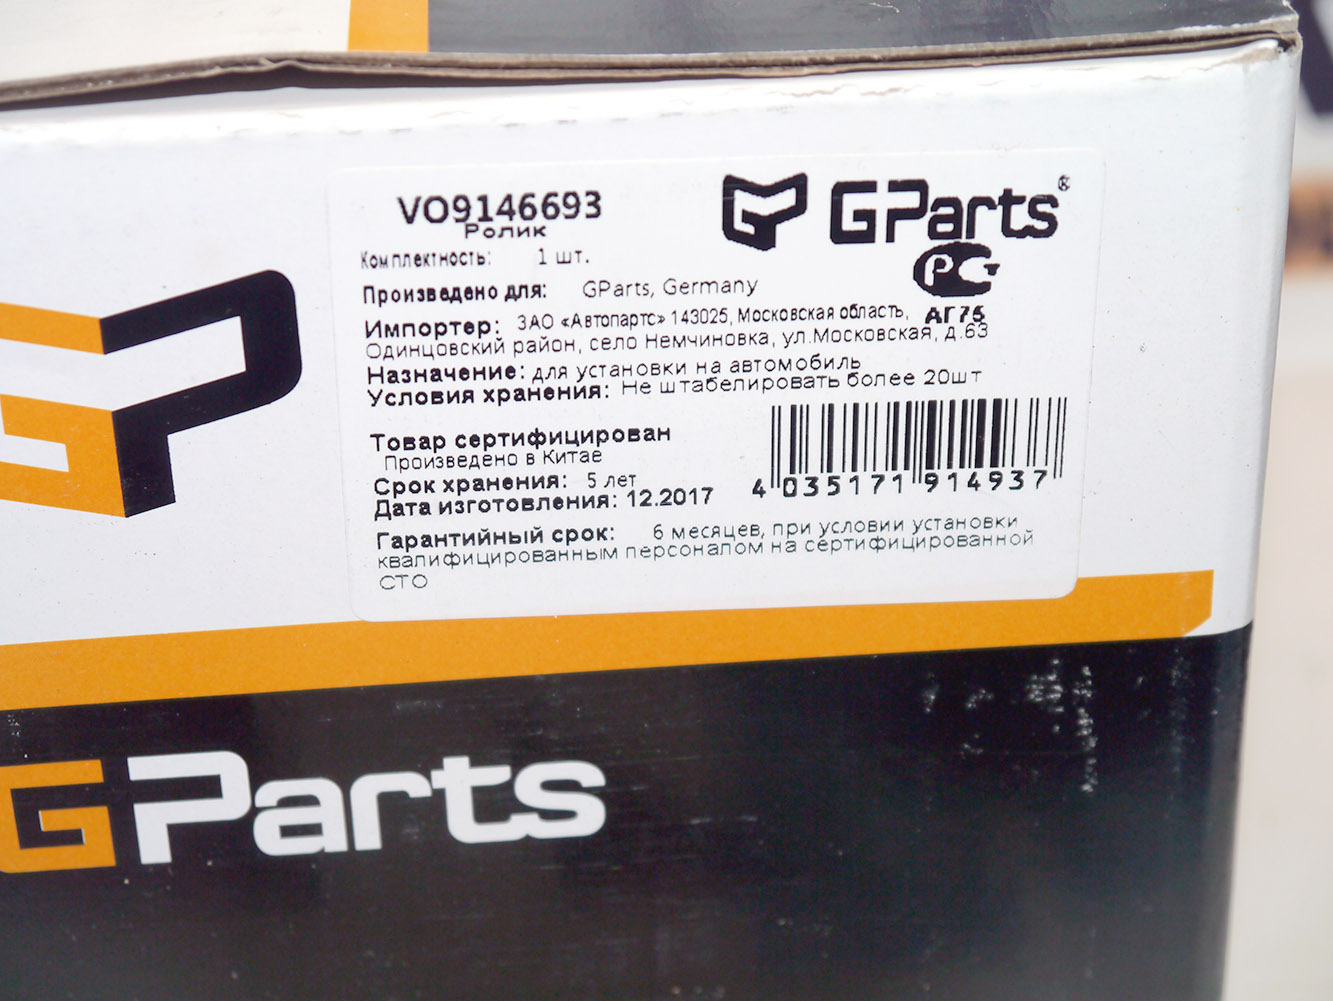 VO9146693
Ролик
GParts®
Комплектность: 1 шт.
Произведено для: GParts, Germany
Импортер: ЗАО «Автопартс» 143025, Московская область,
АГ75
Одинцовский район, село Немчиновка, ул.Московская, д.63
Назначение: для установки на автомобиль
Условия хранения: Не штабелировать более 20шт
Товар сертифицирован
Произведено в Китае
Срок хранения: 5 лет
Дата изготовления: 12.2017
4 035171 914937
Гарантийный срок: 6 месяцев, при условии установки
квалифицированным персоналом на сертифицированной
СТО
GParts